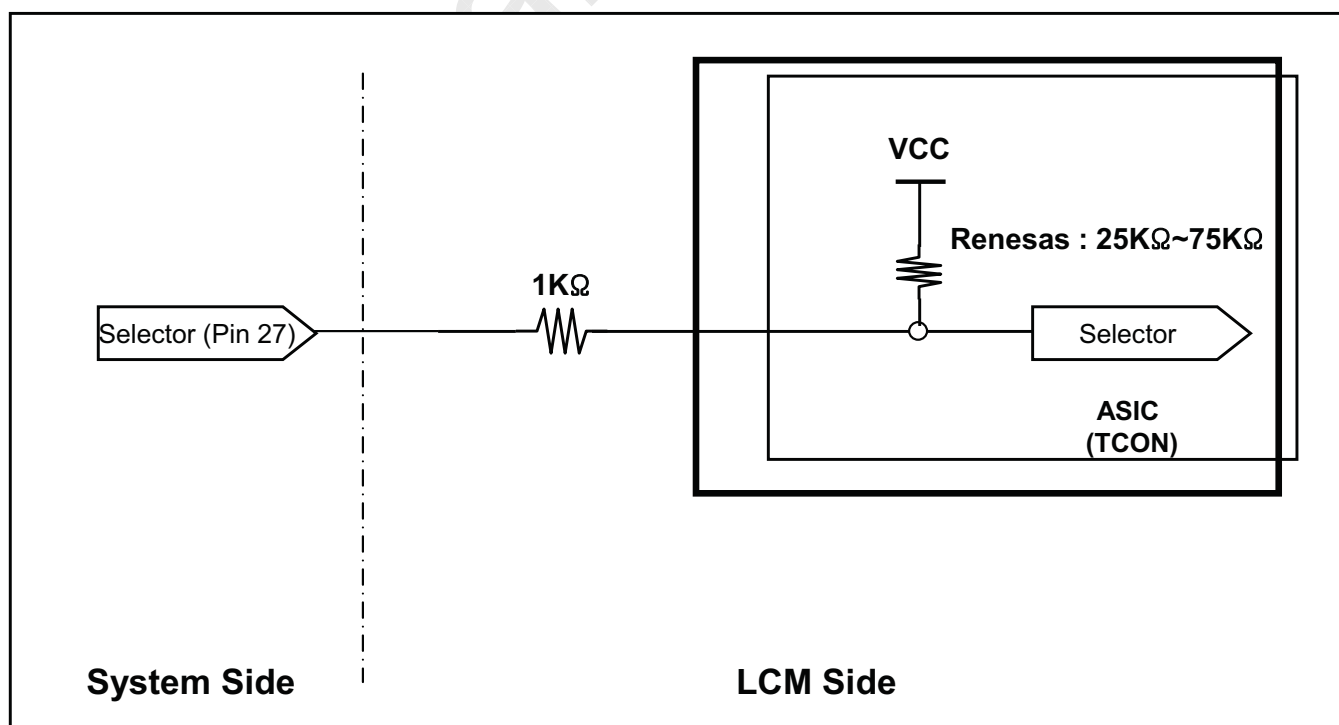 VCC
Renesas : 25KΩ~75KΩ
1KΩ
Selector (Pin 27)
Selector
ASIC
(TCON)
System Side
LCM Side